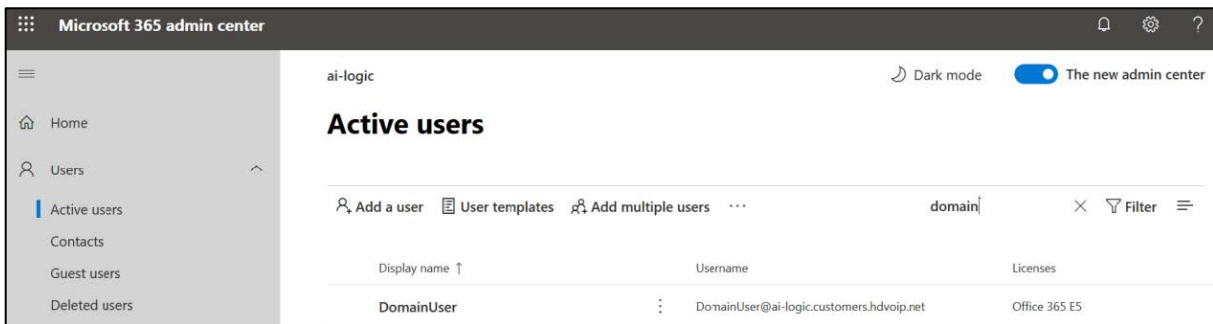 Microsoft 365 admin center ?
ai-logic Dark mode The new admin center
Home
Active users
Users
Active users
Add a user User templates Add multiple users ··· domain Filter
Contacts
Guest users
Display name ↑ Username Licenses
Deleted users
DomainUser DomainUser@ai-logic.customers.hdvoip.net Office 365 E5